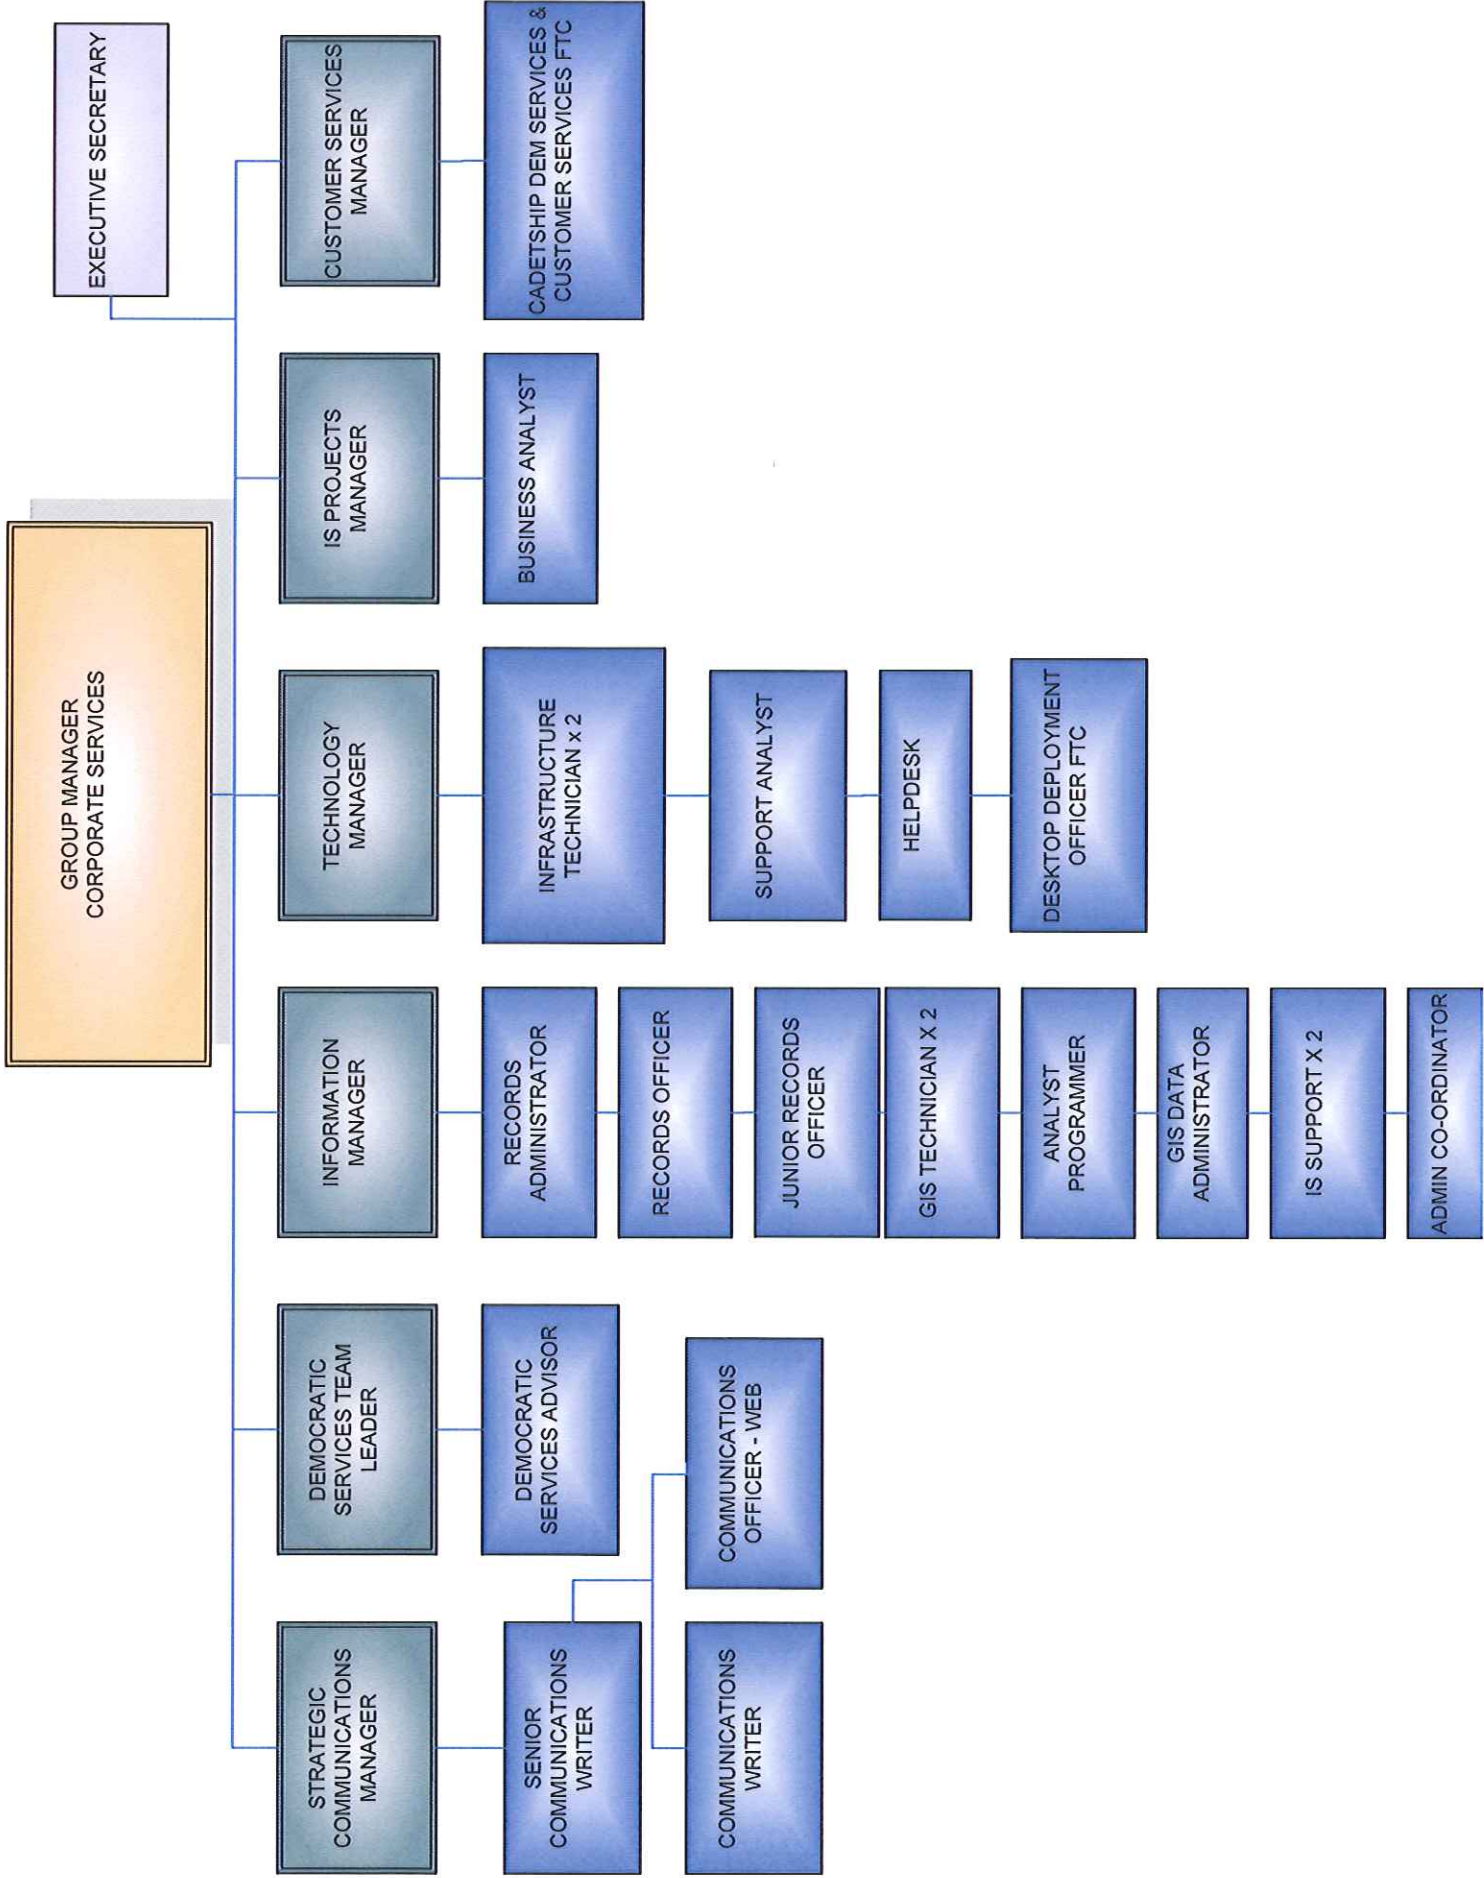 GROUP MANAGER
CORPORATE SERVICES
EXECUTIVE SECRETARY
STRATEGIC
COMMUNICATIONS
MANAGER
DEMOCRATIC
SERVICES TEAM
LEADER
INFORMATION
MANAGER
TECHNOLOGY
MANAGER
IS PROJECTS
MANAGER
CUSTOMER SERVICES
MANAGER
SENIOR
COMMUNICATIONS
WRITER
COMMUNICATIONS
WRITER
COMMUNICATIONS
OFFICER - WEB
DEMOCRATIC
SERVICES ADVISOR
RECORDS
ADMINISTRATOR
RECORDS OFFICER
JUNIOR RECORDS
OFFICER
GIS TECHNICIAN X 2
ANALYST
PROGRAMMER
GIS DATA
ADMINISTRATOR
IS SUPPORT X 2
ADMIN CO-ORDINATOR
INFRASTRUCTURE
TECHNICIAN x 2
SUPPORT ANALYST
HELPDESK
DESKTOP DEPLOYMENT
OFFICER FTC
BUSINESS ANALYST
CADETSHIP DEM SERVICES &
CUSTOMER SERVICES FTC